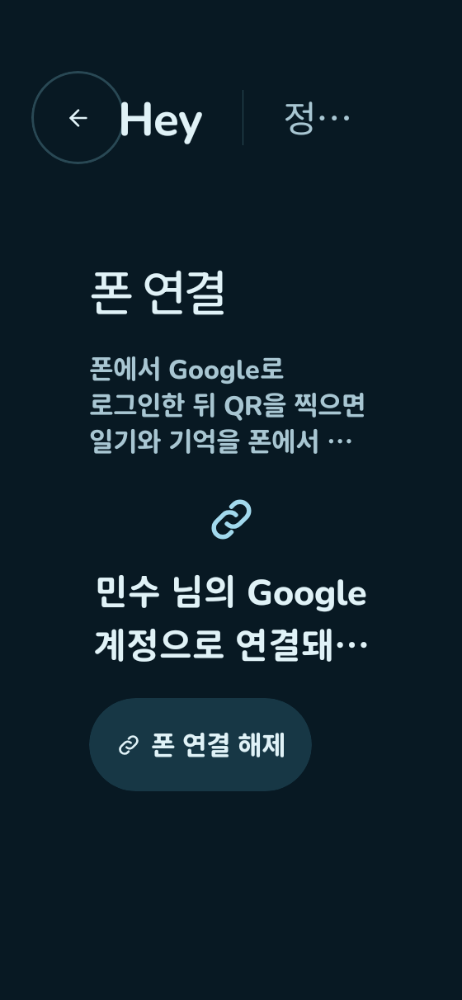 Hey
정…
폰 연결
폰에서 Google로
로그인한 뒤 QR을 찍으면
일기와 기억을 폰에서 …
민수 님의 Google
계정으로 연결돼…
폰 연결 해제